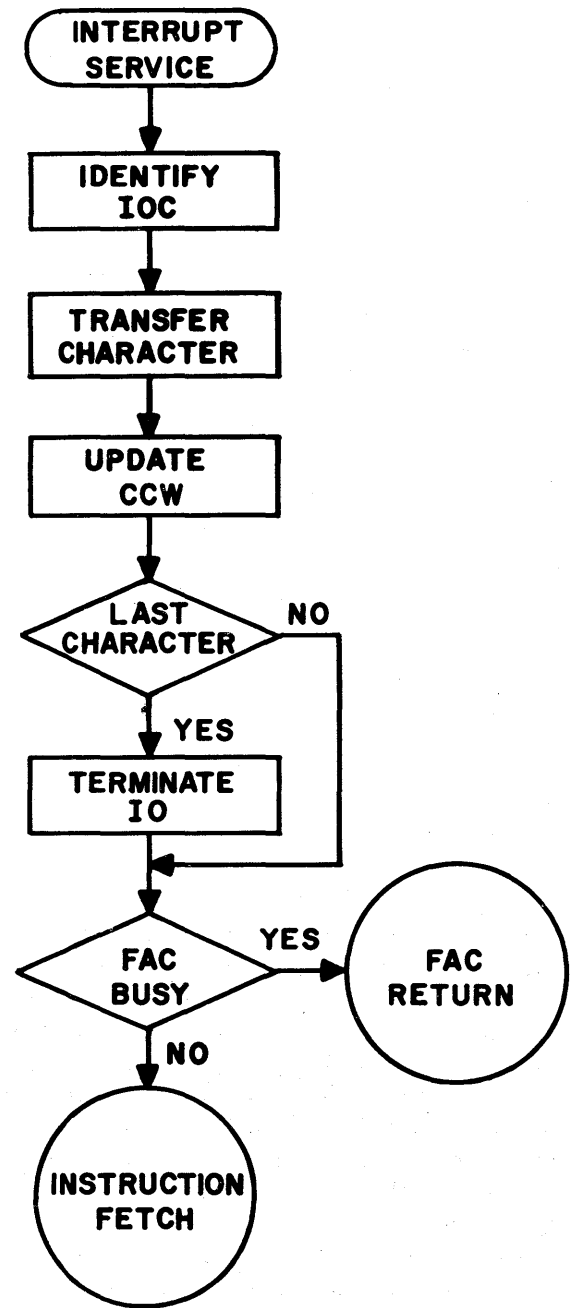 INTERRUPT
SERVICE
IDENTIFY
IOC
TRANSFER
CHARACTER
UPDATE
CCW
LAST
CHARACTER
NO
YES
TERMINATE
IO
FAC
BUSY
YES
FAC
RETURN
NO
INSTRUCTION
FETCH